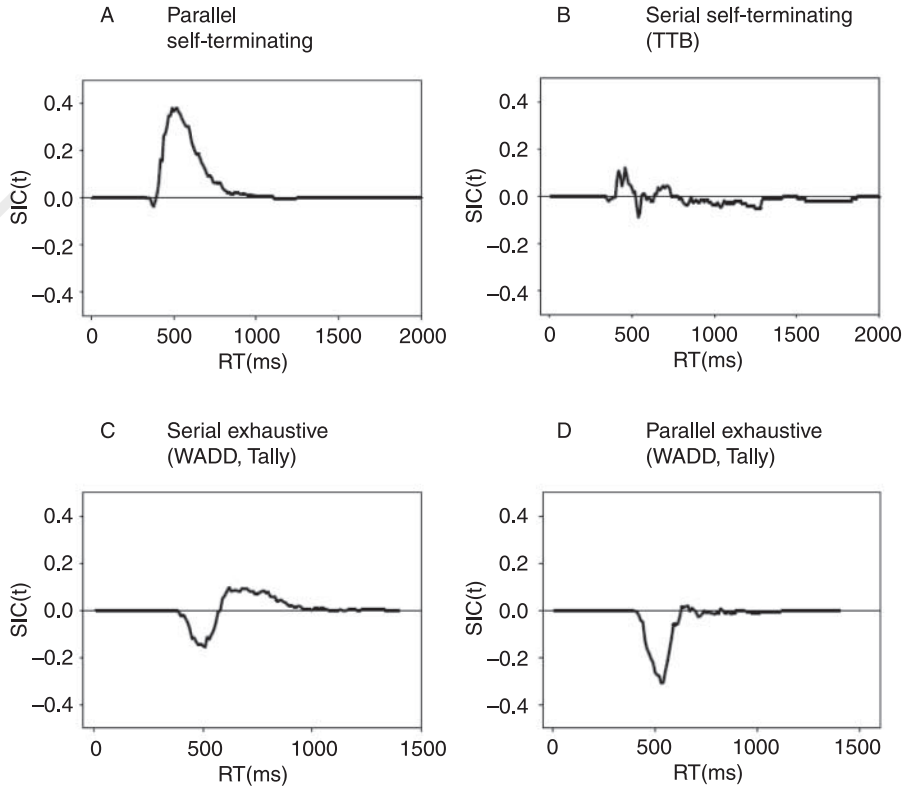 A Parallel
self-terminating
0.4
0.2
0.0
−0.2
−0.4
SIC(t)
0 500 1000 1500 2000
RT(ms)
B Serial self-terminating
(TTB)
0.4
0.2
0.0
−0.2
−0.4
SIC(t)
0 500 1000 1500 2000
RT(ms)
C Serial exhaustive
(WADD, Tally)
0.4
0.2
0.0
−0.2
−0.4
SIC(t)
0 500 1000 1500
RT(ms)
D Parallel exhaustive
(WADD, Tally)
0.4
0.2
0.0
−0.2
−0.4
SIC(t)
0 500 1000 1500
RT(ms)